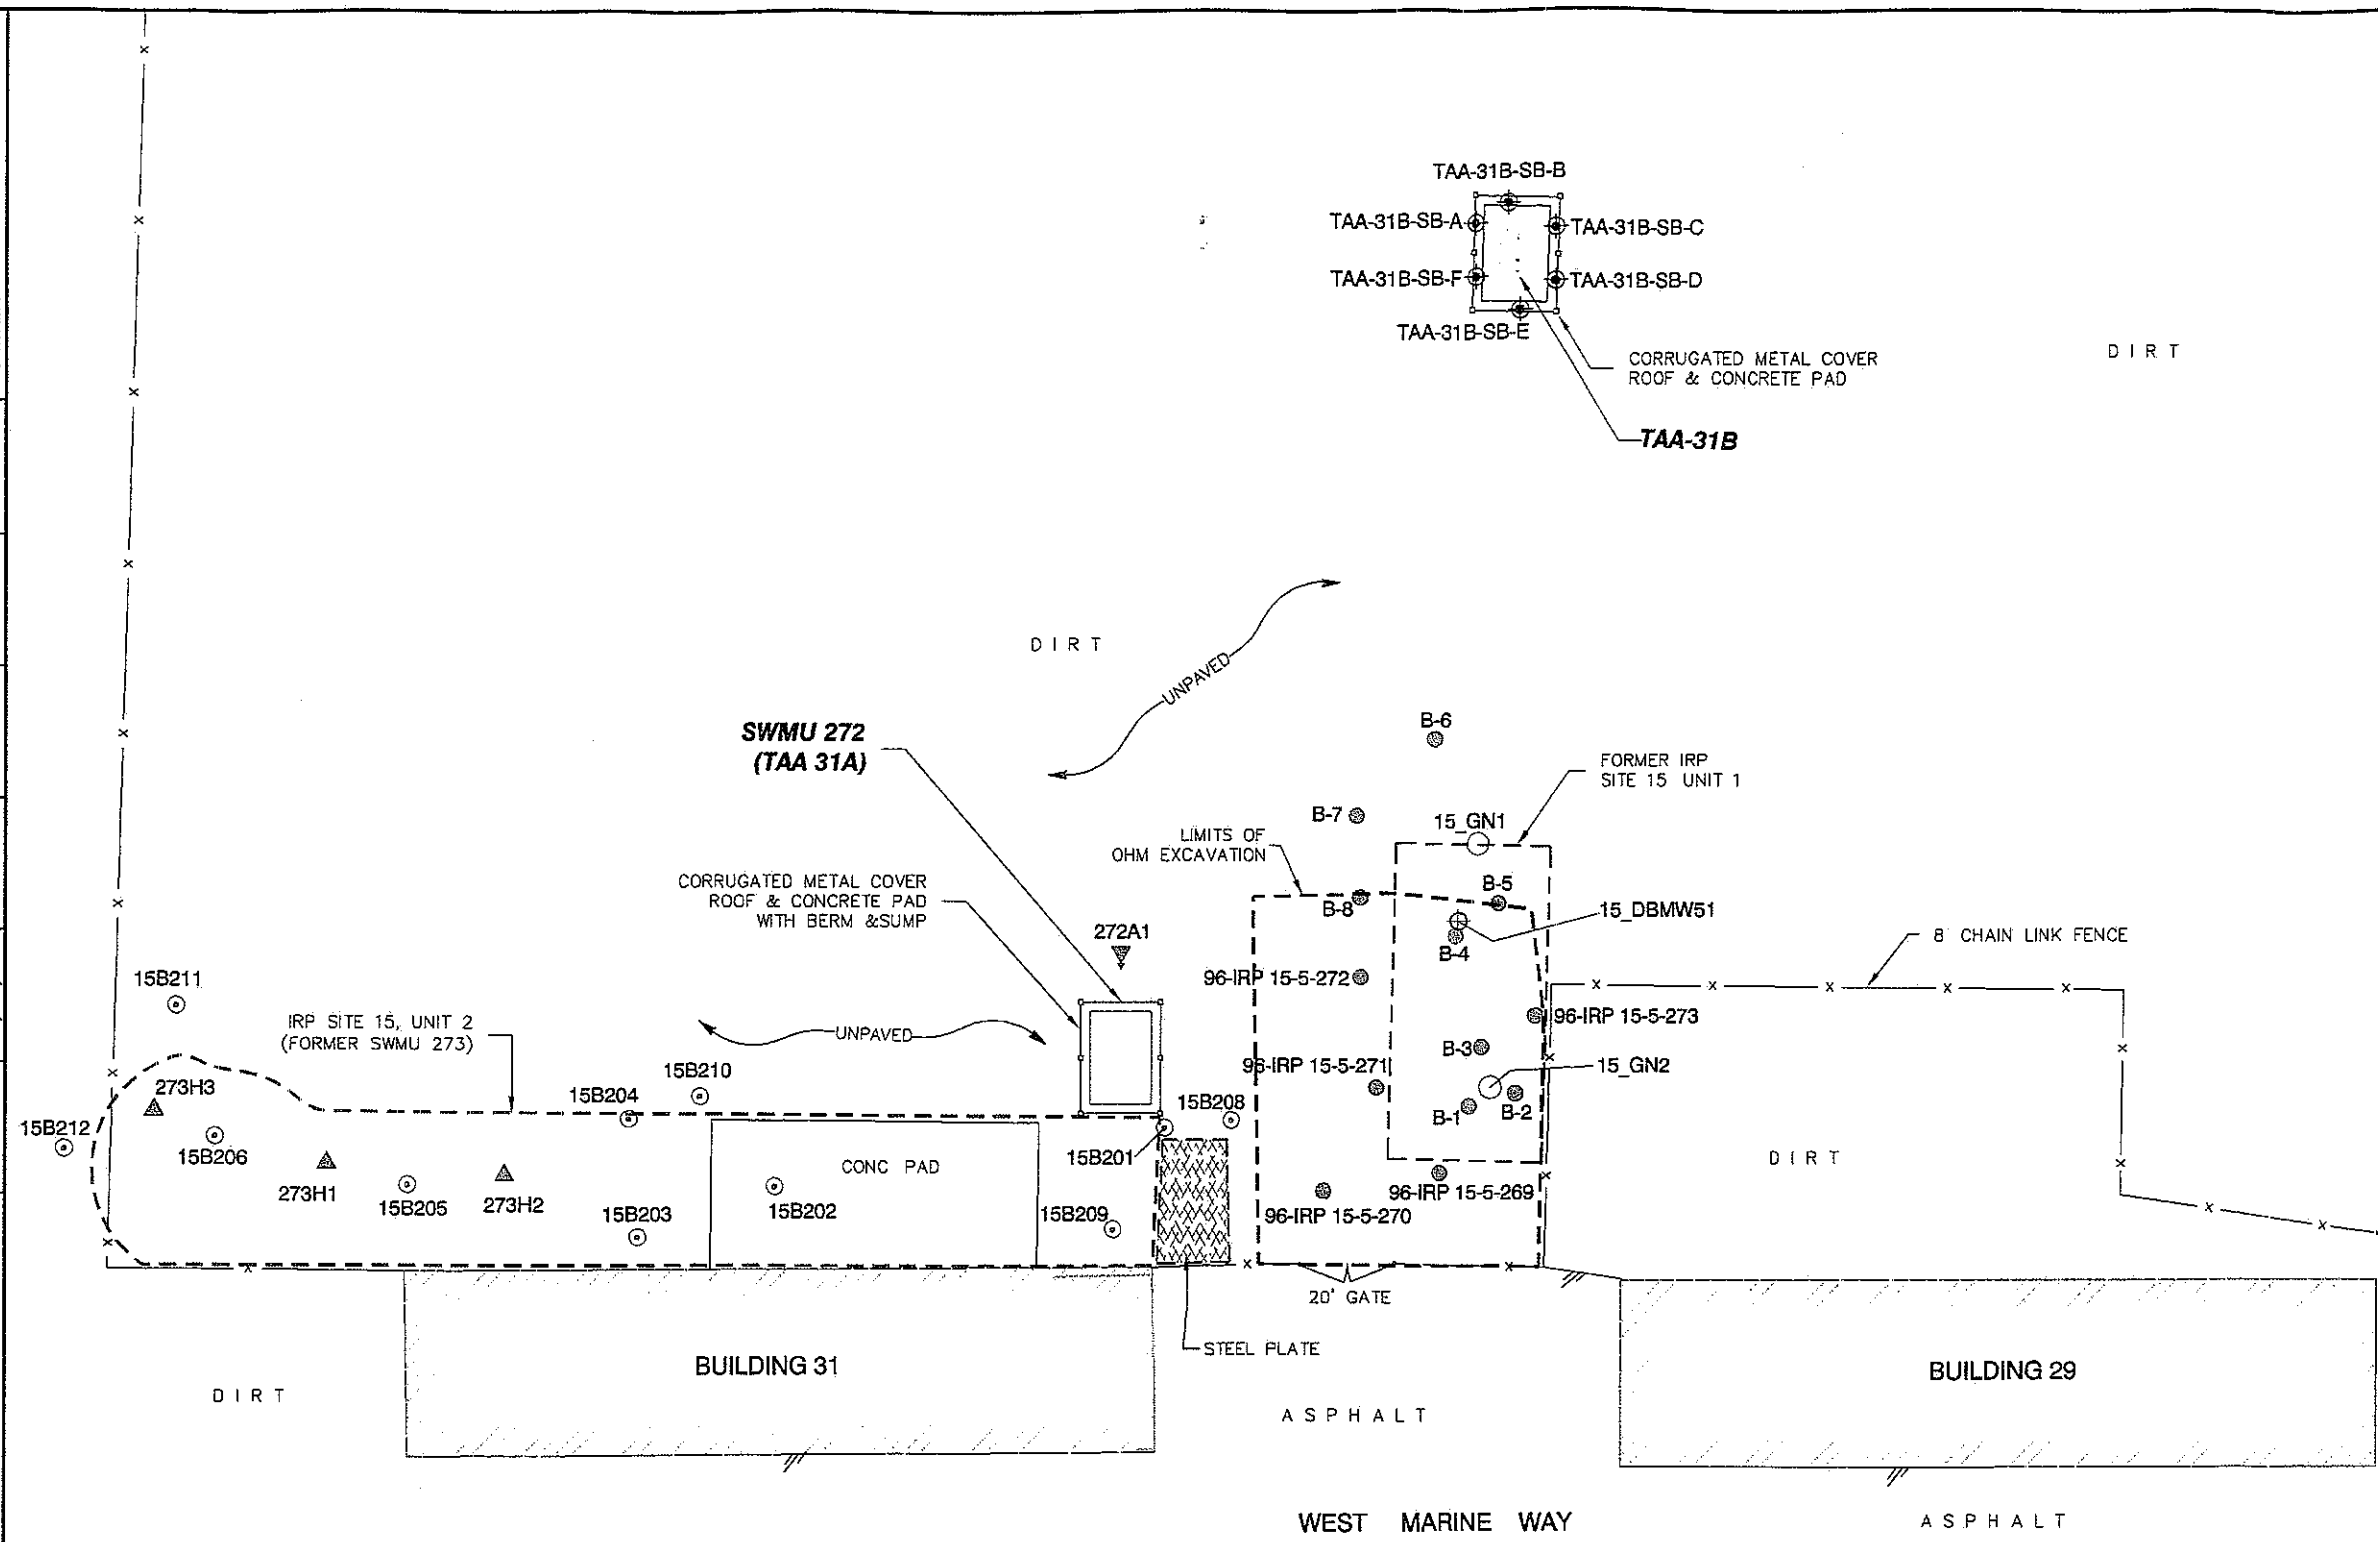 TAA-31B-SB-B
TAA-31B-SB-A
TAA-31B-SB-C
TAA-31B-SB-F
TAA-31B-SB-D
TAA-31B-SB-E
CORRUGATED METAL COVER
ROOF & CONCRETE PAD
DIRT
TAA-31B
DIRT
UNPAVED
SWMU 272
(TAA 31A)
B-6
FORMER IRP
SITE 15 UNIT 1
B-7
15_GN1
LIMITS OF
OHM EXCAVATION
CORRUGATED METAL COVER
ROOF & CONCRETE PAD
WITH BERM &SUMP
B-5
B-8
15_DBMW51
272A1
B-4
8' CHAIN LINK FENCE
15B211
96-IRP 15-5-272
IRP SITE 15, UNIT 2
(FORMER SWMU 273)
UNPAVED
96-IRP 15-5-273
B-3
15B210
96-IRP 15-5-271
15_GN2
273H3
15B204
15B208
B-1
B-2
15B212
15B206
15B201
CONC PAD
DIRT
273H1
15B205
273H2
15B203
15B202
15B209
96-IRP 15-5-269
96-IRP 15-5-270
20' GATE
STEEL PLATE
BUILDING 31
BUILDING 29
DIRT
ASPHALT
WEST MARINE WAY
ASPHALT